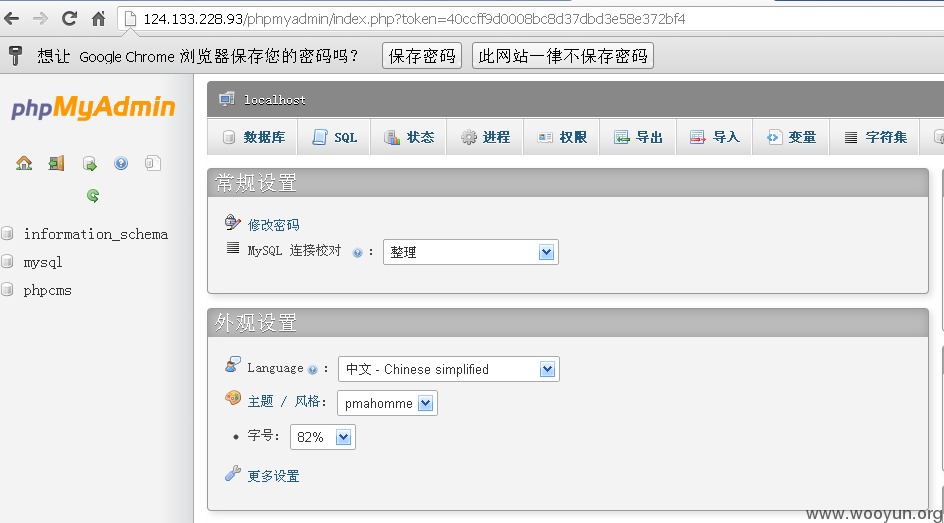 124.133.228.93/phpmyadmin/index.php?token=40ccff9d0008bc8d37dbd3e58e372bf4
想让 Google Chrome 浏览器保存您的密码吗？ 保存密码 此网站一律不保存密码
phpMyAdmin
localhost
数据库 SQL 状态 进程 权限 导出 导入 变量 字符集
information_schema
mysql
phpcms
常规设置
修改密码
MySQL 连接校对 : 整理
外观设置
Language : 中文 - Chinese simplified
主题 / 风格: pmahomme
字号: 82%
更多设置
www.wooyun.org